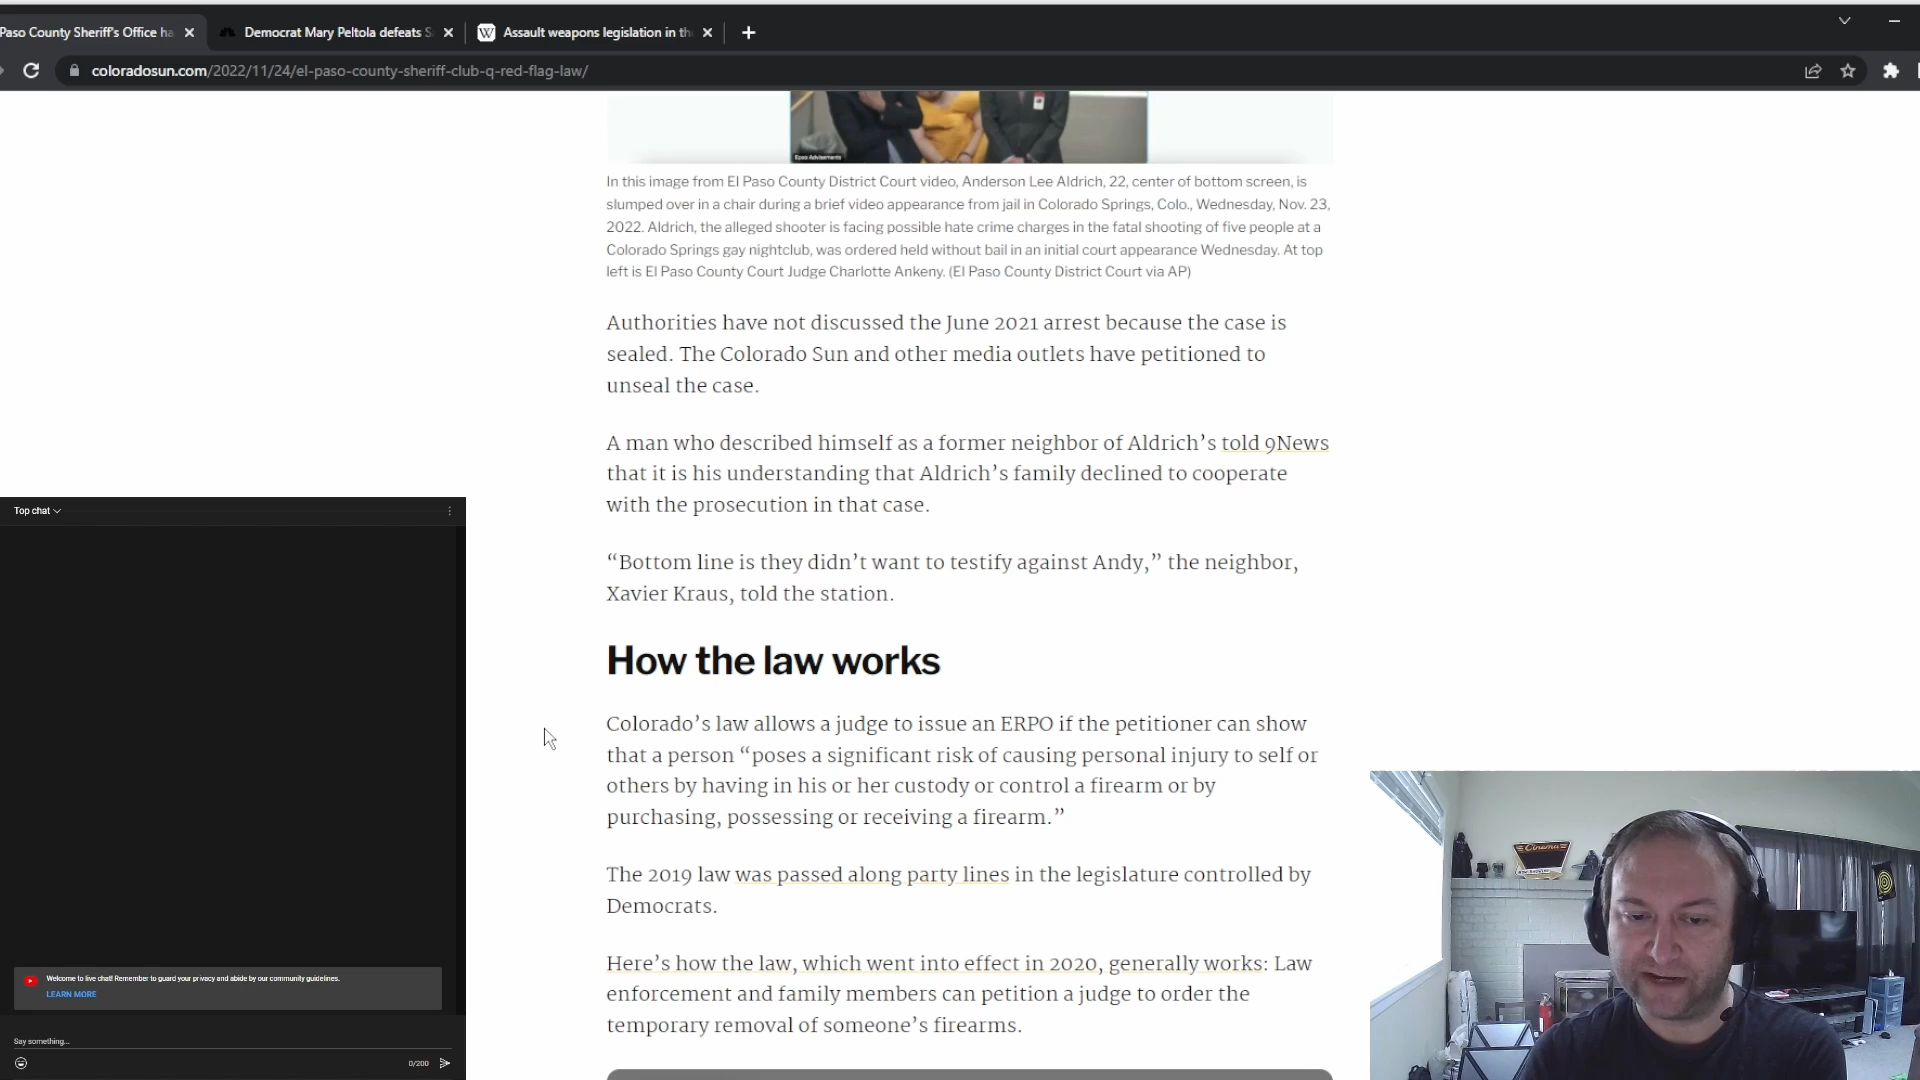 Paso County Sheriff's Office ha
Democrat Mary Peltola defeats S
Assault weapons legislation in th
coloradosun.com/2022/11/24/el-paso-county-sheriff-club-q-red-flag-law/
Epso Advisements
In this image from El Paso County District Court video, Anderson Lee Aldrich, 22, center of bottom screen, is
slumped over in a chair during a brief video appearance from jail in Colorado Springs, Colo., Wednesday, Nov. 23,
2022. Aldrich, the alleged shooter is facing possible hate crime charges in the fatal shooting of five people at a
Colorado Springs gay nightclub, was ordered held without bail in an initial court appearance Wednesday. At top
left is El Paso County Court Judge Charlotte Ankeny. (El Paso County District Court via AP)
Authorities have not discussed the June 2021 arrest because the case is
sealed. The Colorado Sun and other media outlets have petitioned to
unseal the case.
A man who described himself as a former neighbor of Aldrich’s told 9News
that it is his understanding that Aldrich’s family declined to cooperate
with the prosecution in that case.
“Bottom line is they didn’t want to testify against Andy,” the neighbor,
Xavier Kraus, told the station.
How the law works
Colorado’s law allows a judge to issue an ERPO if the petitioner can show
that a person “poses a significant risk of causing personal injury to self or
others by having in his or her custody or control a firearm or by
purchasing, possessing or receiving a firearm.”
The 2019 law was passed along party lines in the legislature controlled by
Democrats.
Here’s how the law, which went into effect in 2020, generally works: Law
enforcement and family members can petition a judge to order the
temporary removal of someone’s firearms.
Top chat
Welcome to live chat! Remember to guard your privacy and abide by our community guidelines.
LEARN MORE
Say something...
0/200
Cinema